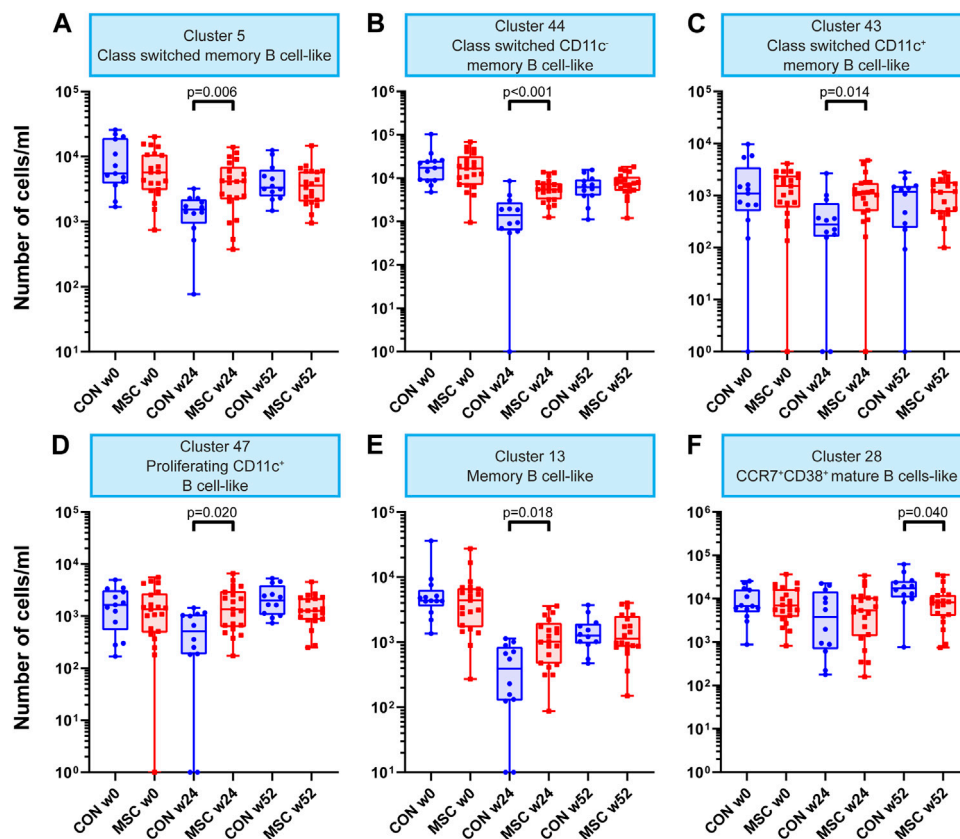 A
Cluster 5
Class switched memory B cell-like
Number of cells/ml
10⁵
10⁴
10³
10²
10¹
p=0.006
CON w0
MSC w0
CON w24
MSC w24
CON w52
MSC w52
B
Cluster 44
Class switched CD11c⁻
memory B cell-like
10⁶
10⁵
10⁴
10³
10²
10¹
10⁰
p<0.001
CON w0
MSC w0
CON w24
MSC w24
CON w52
MSC w52
C
Cluster 43
Class switched CD11c⁺
memory B cell-like
10⁵
10⁴
10³
10²
10¹
10⁰
p=0.014
CON w0
MSC w0
CON w24
MSC w24
CON w52
MSC w52
D
Cluster 47
Proliferating CD11c⁺
B cell-like
Number of cells/ml
10⁵
10⁴
10³
10²
10¹
10⁰
p=0.020
CON w0
MSC w0
CON w24
MSC w24
CON w52
MSC w52
E
Cluster 13
Memory B cell-like
10⁵
10⁴
10³
10²
10¹
p=0.018
CON w0
MSC w0
CON w24
MSC w24
CON w52
MSC w52
F
Cluster 28
CCR7⁺CD38⁺ mature B cells-like
10⁶
10⁵
10⁴
10³
10²
10¹
10⁰
p=0.040
CON w0
MSC w0
CON w24
MSC w24
CON w52
MSC w52